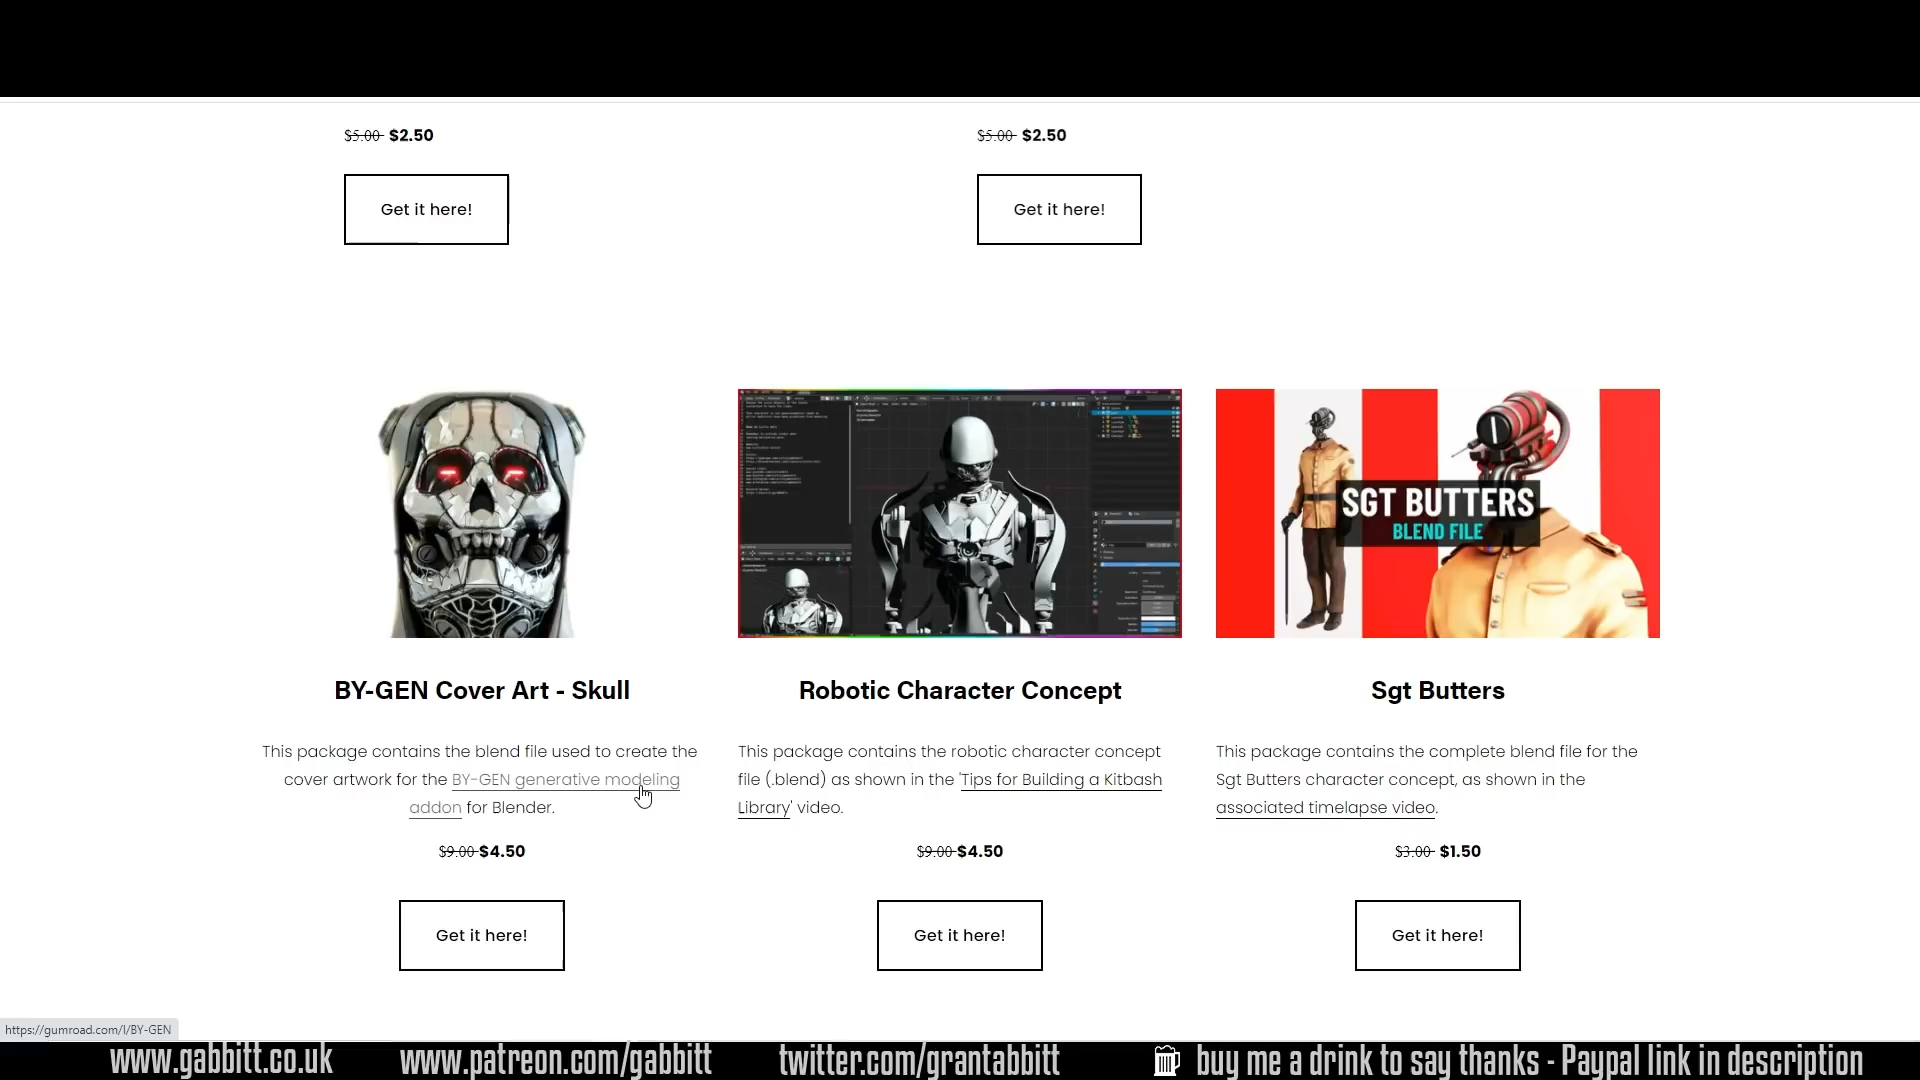 $5.00 $2.50
$5.00 $2.50
Get it here!
Get it here!
SGT BUTTERS
BLEND FILE
BY-GEN Cover Art - Skull
This package contains the blend file used to create the
cover artwork for the BY-GEN generative modeling
addon for Blender.
$9.00 $4.50
Get it here!
Robotic Character Concept
This package contains the robotic character concept
file (.blend) as shown in the 'Tips for Building a Kitbash
Library' video.
$9.00 $4.50
Get it here!
Sgt Butters
This package contains the complete blend file for the
Sgt Butters character concept, as shown in the
associated timelapse video.
$3.00 $1.50
Get it here!
https://gumroad.com/l/BY-GEN
www.gabbitt.co.uk
www.patreon.com/gabbitt
twitter.com/grantabbitt
buy me a drink to say thanks - Paypal link in description